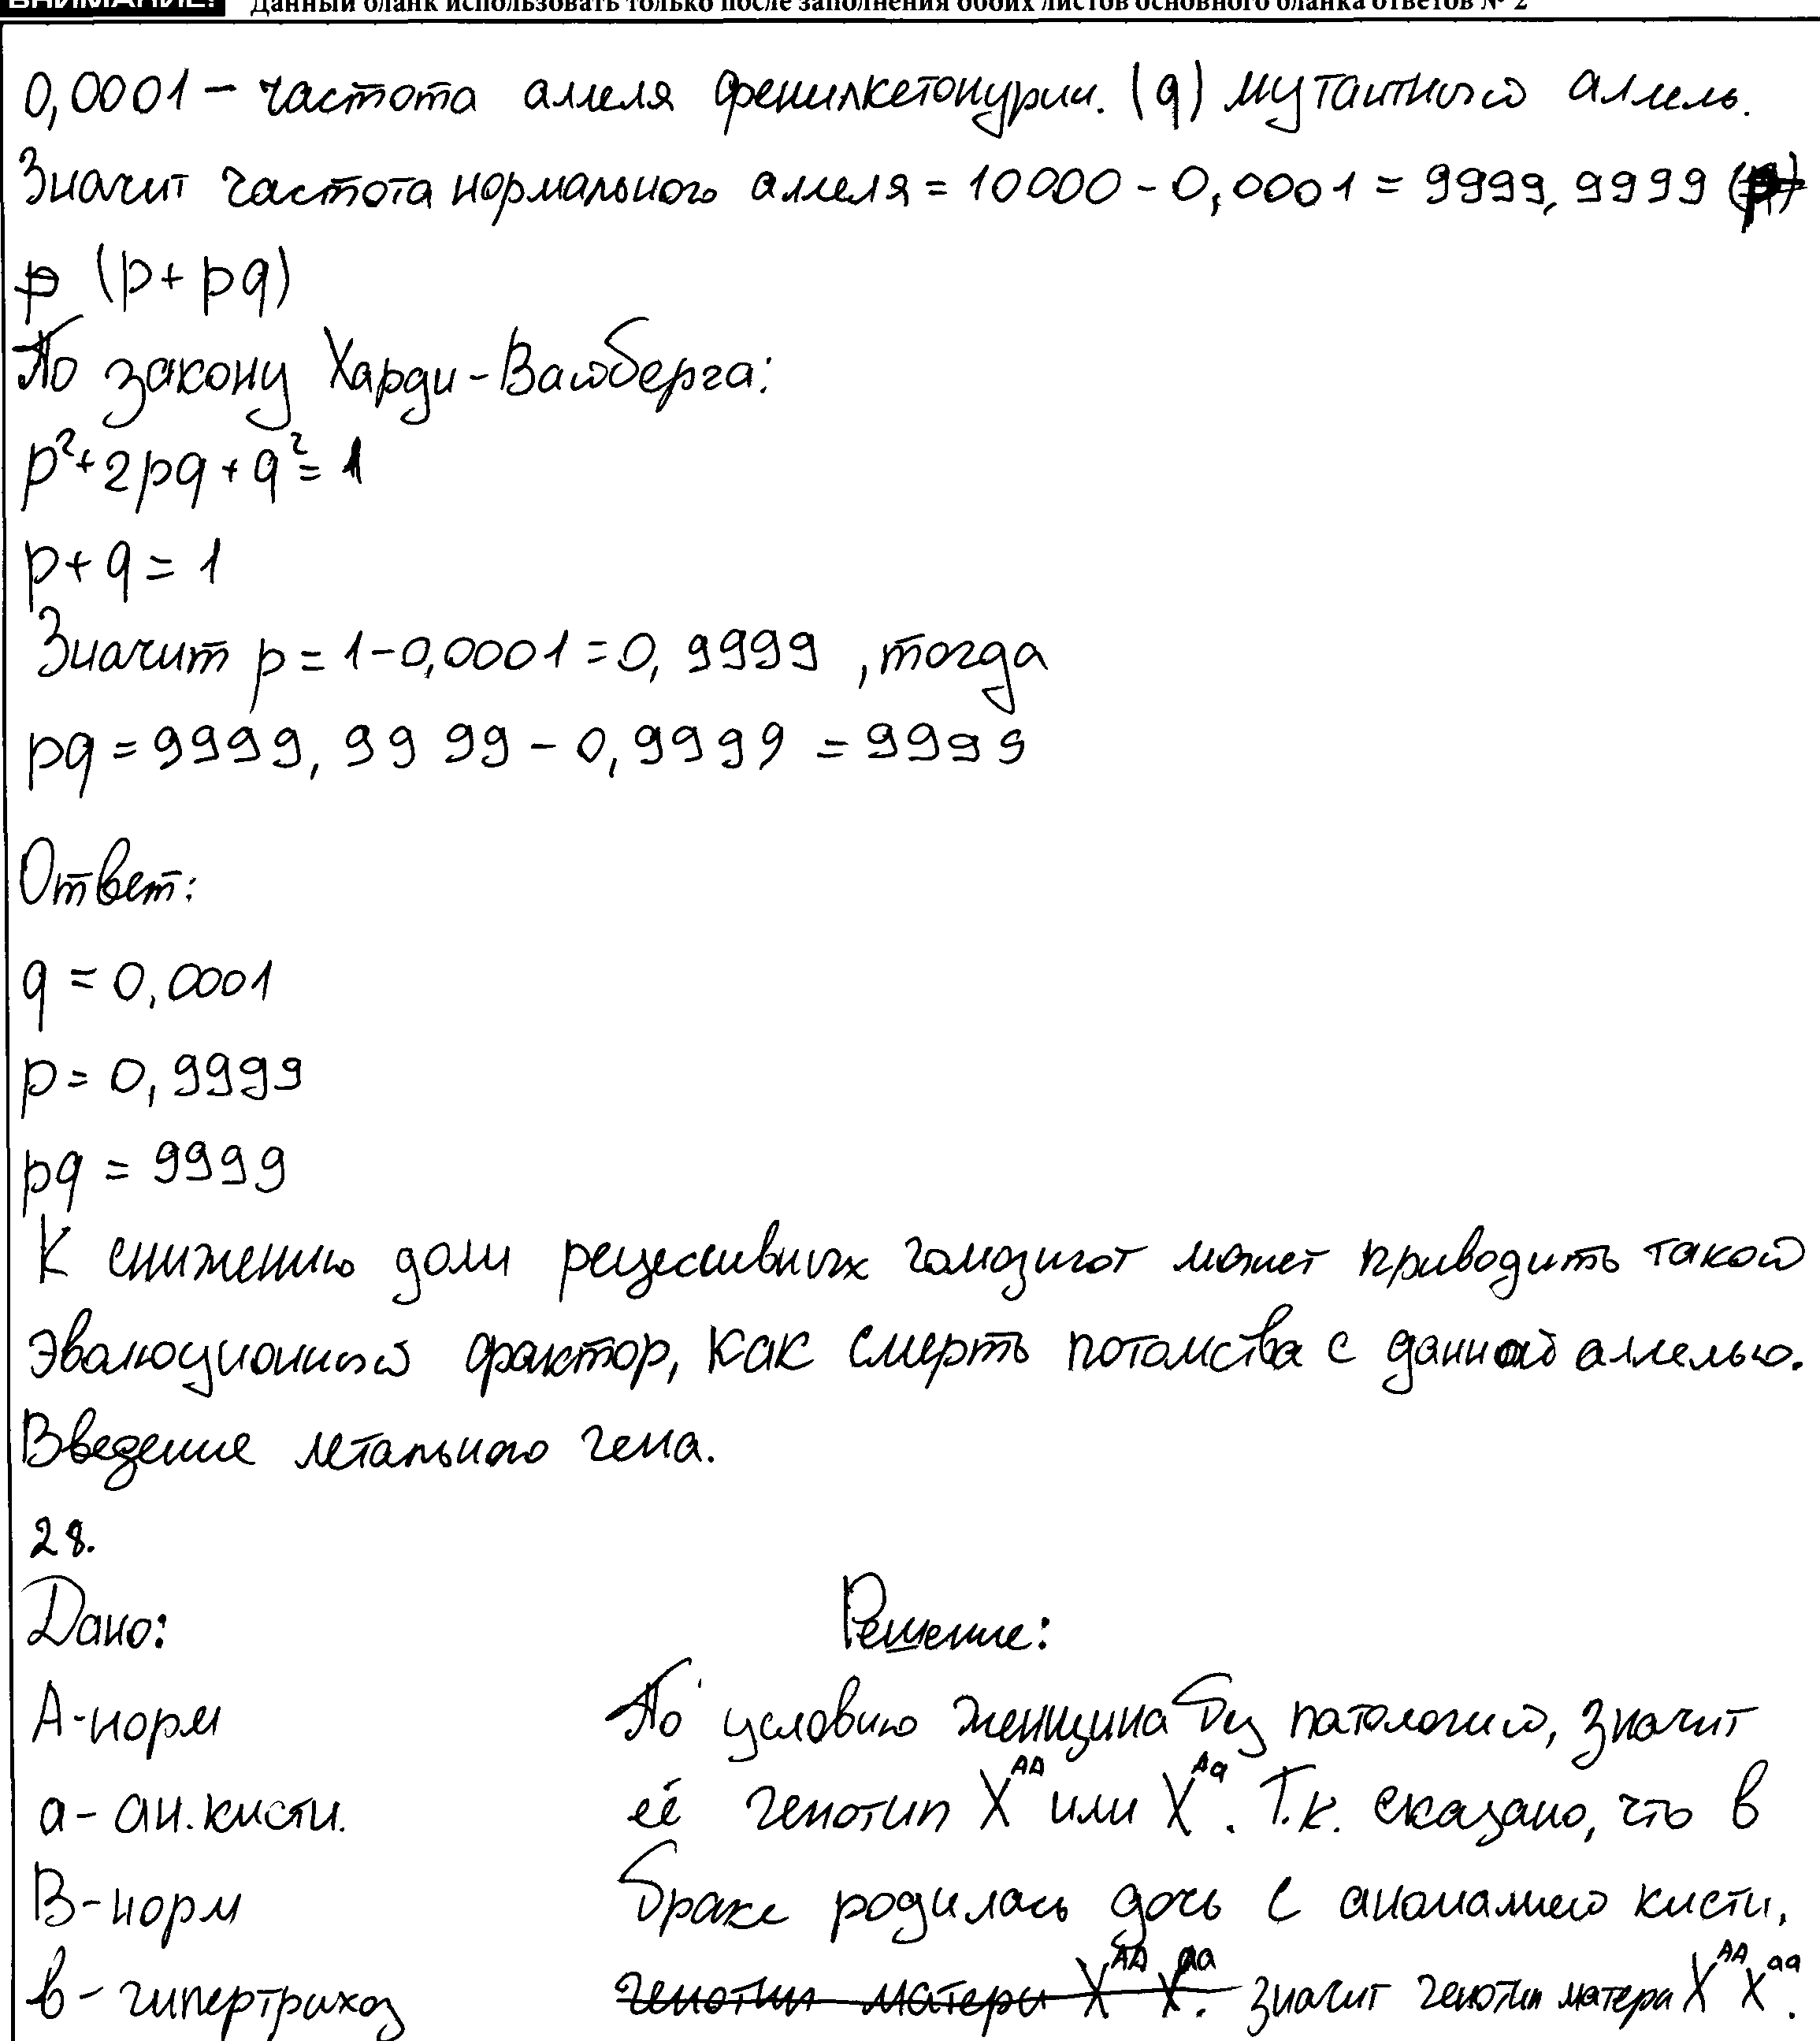 ВНИМАНИЕ! Данный бланк использовать только после заполнения обоих листов основного бланка ответов № 2
0,0001 – частота аллеля фенилкетонурии. (q) мутантного аллель.
Значит частота нормального аллеля = 10000 - 0,0001 = 9999,9999 (p)
p (p + pq)
По закону Харди-Вайберга:
p²+2pq+q²=1
p+q=1
Значит p=1-0,0001=0,9999, тогда
pq=9999,9999-0,9999=9999
Ответ:
q=0,0001
p=0,9999
pq=9999
К снижению доли рецессивных гомозигот может приводить такой
эволюционный фактор, как смерть потомства с данной аллелью.
Введение летального гена.
28.
Дано: Решение:
А-норм По условию женщина без патологий, значит
а-ан.кисти. её генотип X^AA или X^Aa. Т.к. сказано, что в
В-норм браке родилась дочь с аномалией кисти,
в-гипертрихоз генотип матери X^AA X^aa. значит генотип матери X^AA X^aa.